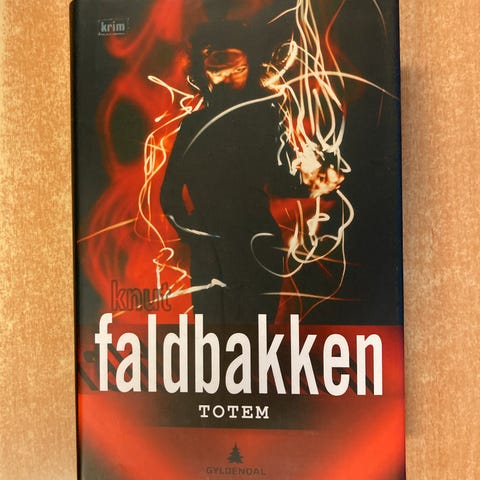 krim
knut
faldbakken
TOTEM
GYLDENDAL